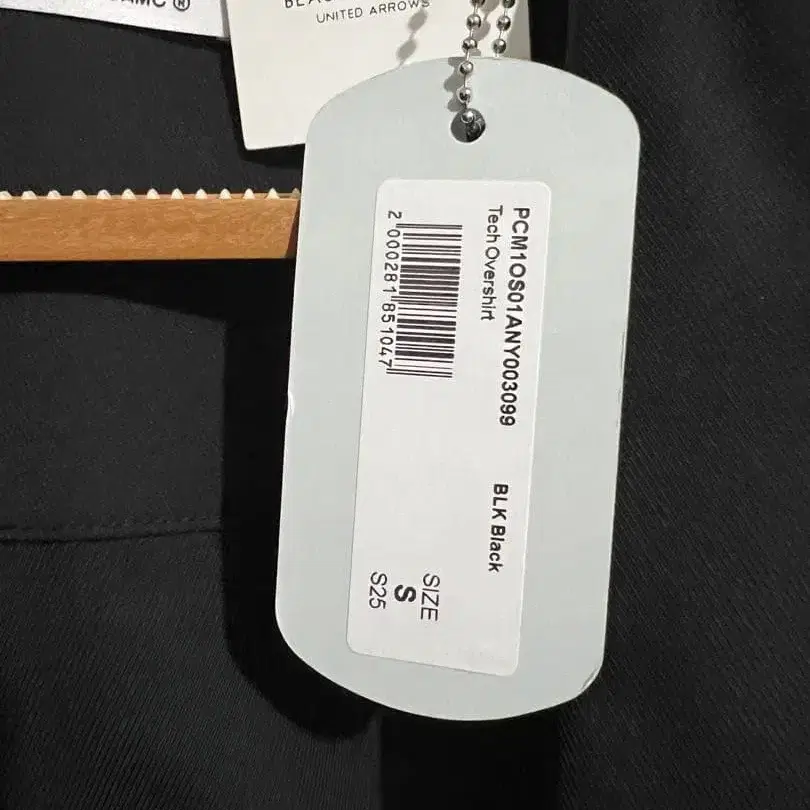 UNITED ARROWS
PCM1OS01ANY003099
Tech Overshirt
BLK Black
2 000281 851047
SIZE
S
S25